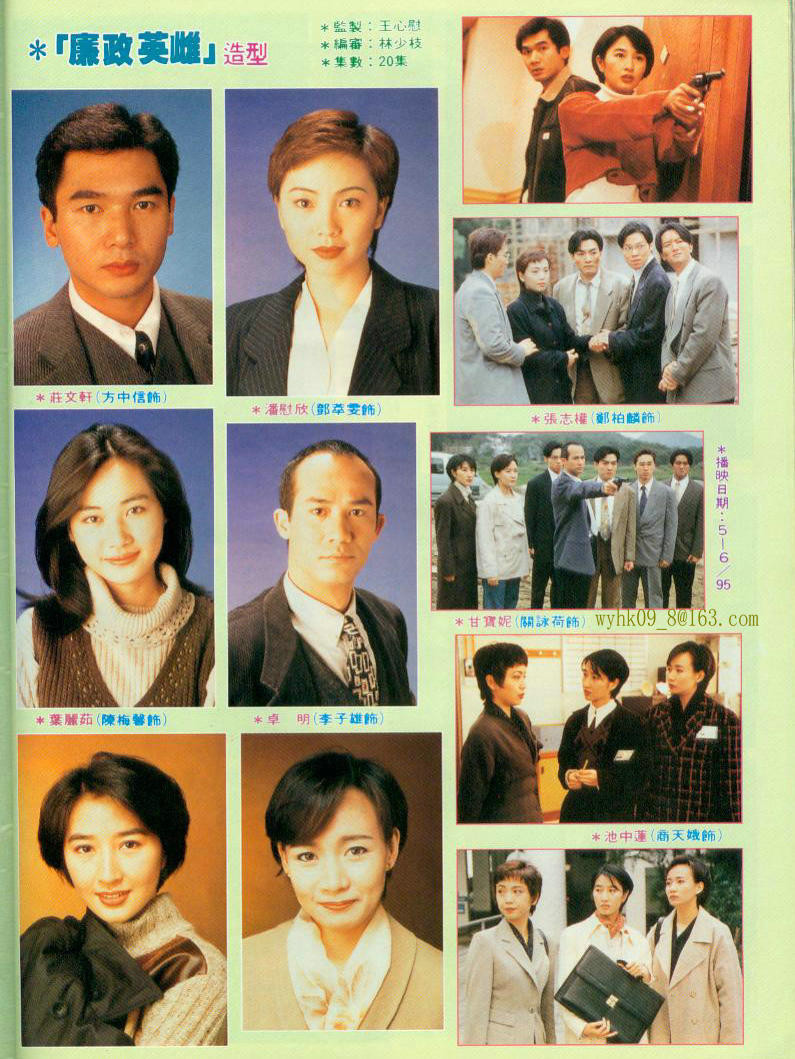 ＊「廉政英雌」造型
＊監製：王心慰
＊編審：林少枝
＊集數：20集
＊莊文軒(方中信飾)
＊潘慰欣(鄧萃雯飾)
＊張志權(鄭柏麟飾)
＊播映日期：5—6／95
＊甘寶妮(關詠荷飾)
wyhk09_8@163.com
＊葉麗茹(陳梅馨飾)
＊卓　明(李子雄飾)
＊池中蓮(商天娥飾)